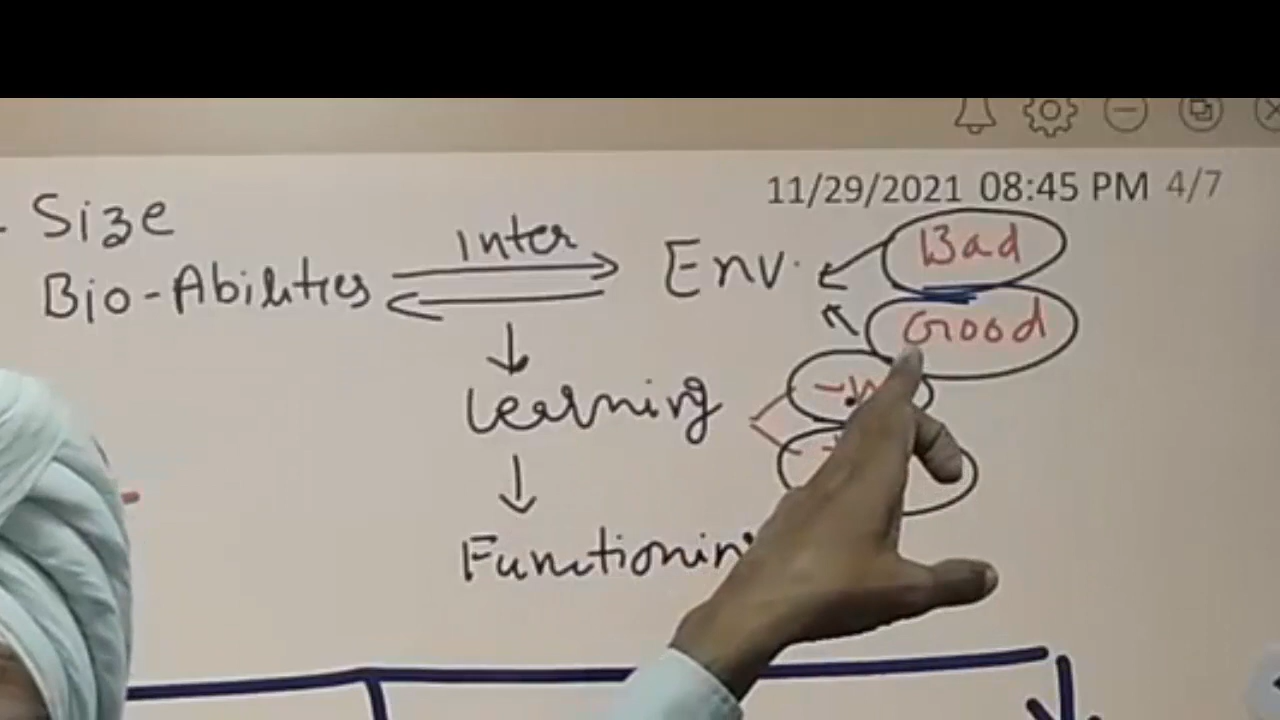 11/29/2021 08:45 PM 4/7
- Size
Bio-Abilities Inter Env. Bad
Good
Learning